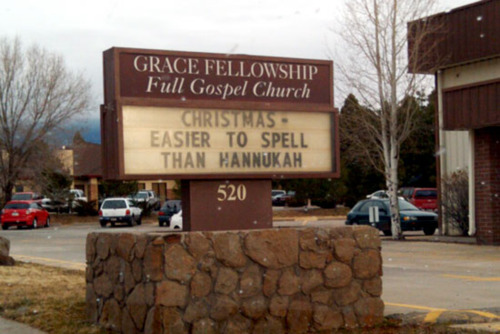 GRACE FELLOWSHIP
Full Gospel Church
CHRISTMAS -
EASIER TO SPELL
THAN HANNUKAH
520